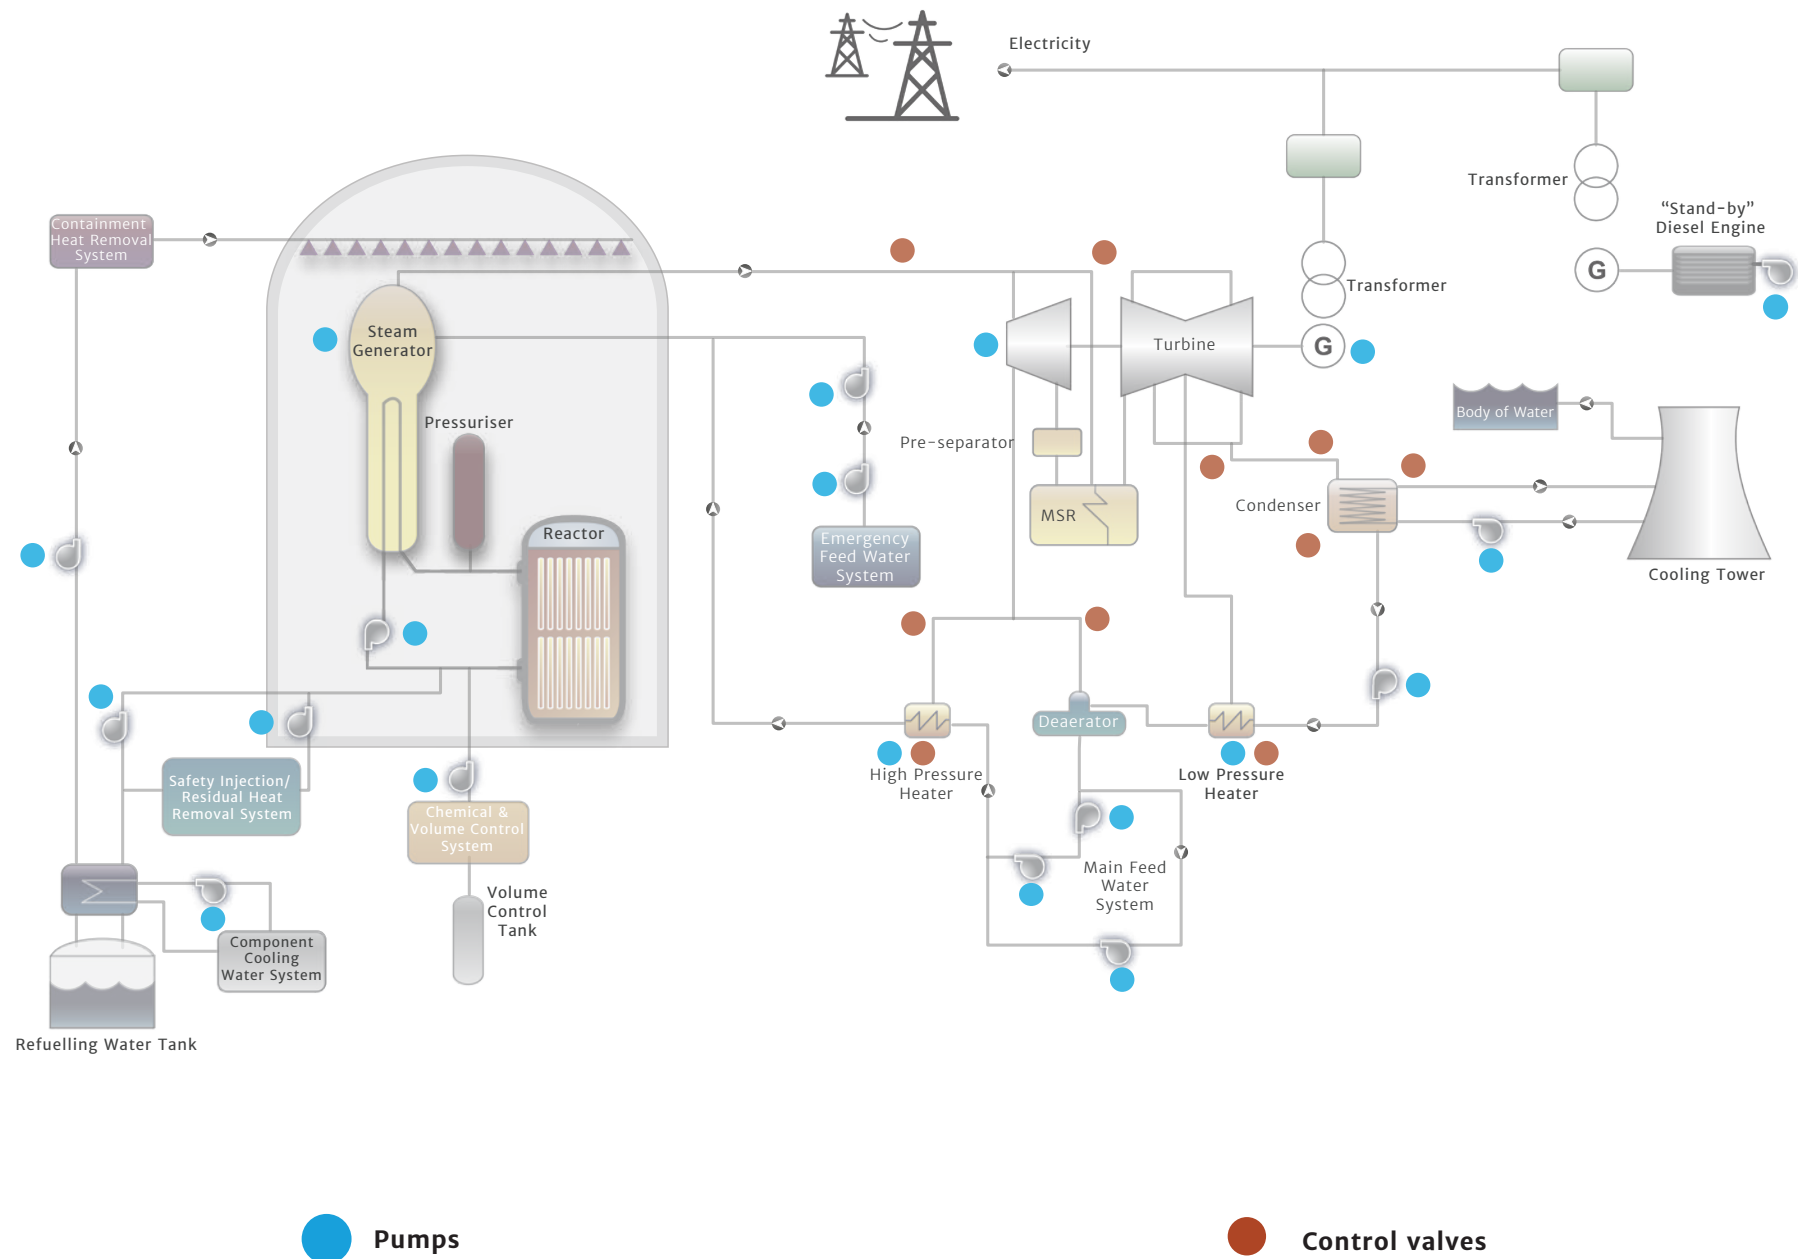 Electricity
Transformer
"Stand-by"
Diesel Engine
Containment
Heat Removal
System
G
Transformer
Steam
Generator
Turbine
G
Body of Water
Pressuriser
Pre-separator
Condenser
MSR
Reactor
Emergency
Feed Water
System
Cooling Tower
Deaerator
High Pressure
Heater
Low Pressure
Heater
Safety Injection/
Residual Heat
Removal System
Chemical &
Volume Control
System
Main Feed
Water
System
Volume
Control
Tank
Component
Cooling
Water System
Refuelling Water Tank
Pumps
Control valves